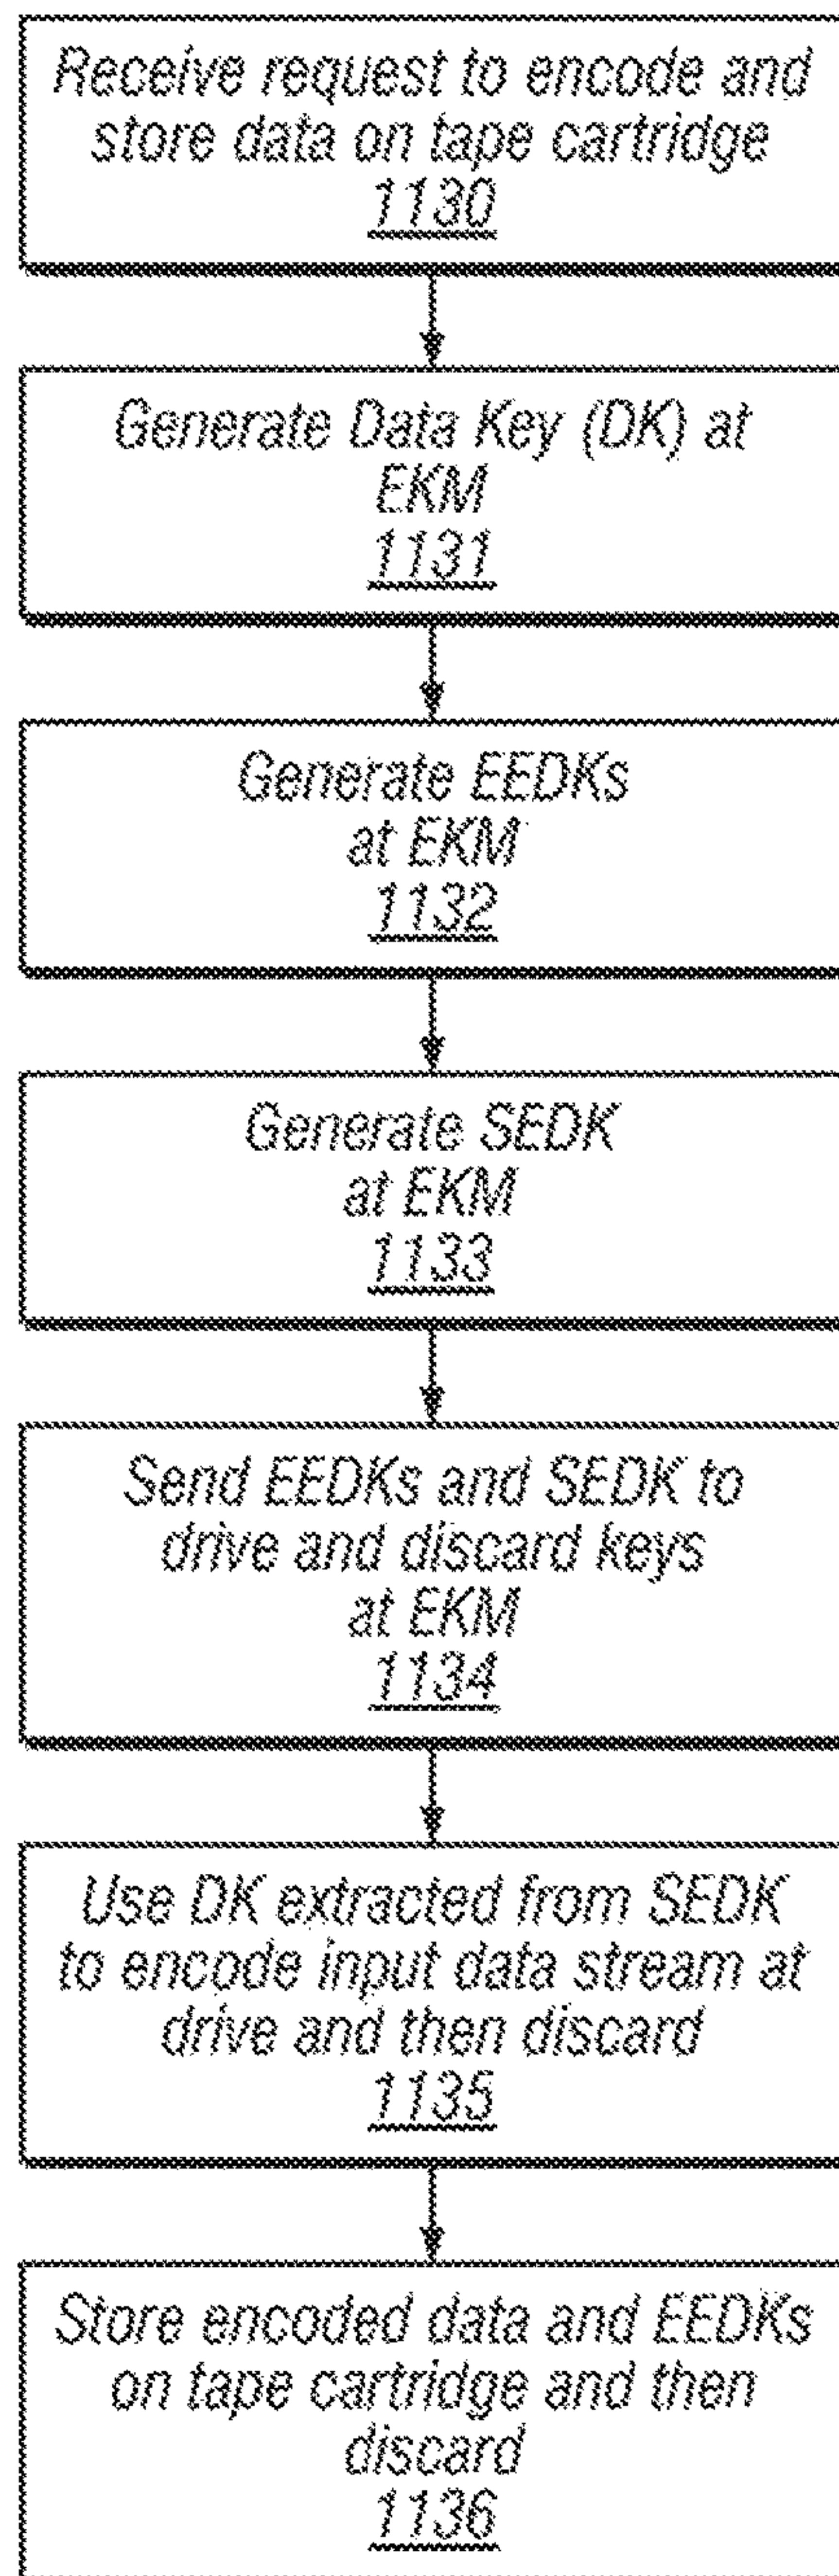 Receive request to encode and
store data on tape cartridge
1130
Generate Data Key (DK) at
EKM
1131
Generate EEDKs
at EKM
1132
Generate SEDK
at EKM
1133
Send EEDKs and SEDK to
drive and discard keys
at EKM
1134
Use DK extracted from SEDK
to encode input data stream at
drive and then discard
1135
Store encoded data and EEDKs
on tape cartridge and then
discard
1136